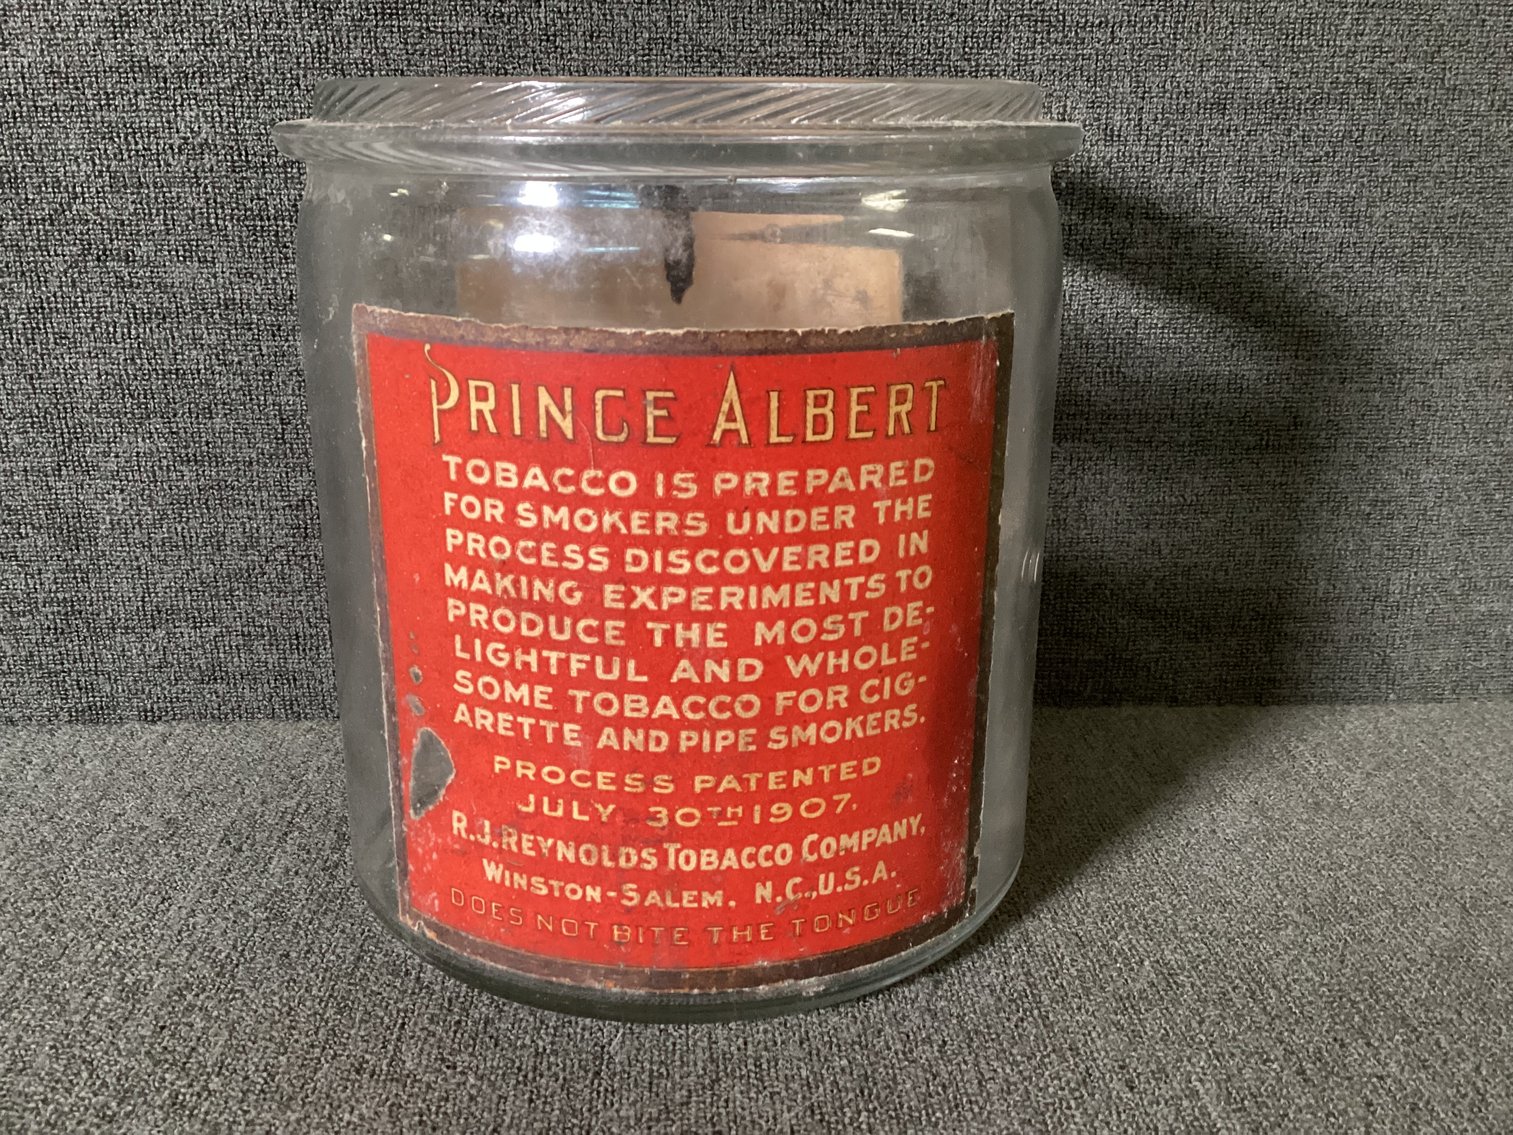 PRINCE ALBERT
TOBACCO IS PREPARED
FOR SMOKERS UNDER THE
PROCESS DISCOVERED IN
MAKING EXPERIMENTS TO
PRODUCE THE MOST DE-
LIGHTFUL AND WHOLE-
SOME TOBACCO FOR CIG-
ARETTE AND PIPE SMOKERS.
PROCESS PATENTED
JULY 30TH 1907.
R.J. REYNOLDS TOBACCO COMPANY,
WINSTON-SALEM. N.C., U.S.A.
DOES NOT BITE THE TONGUE